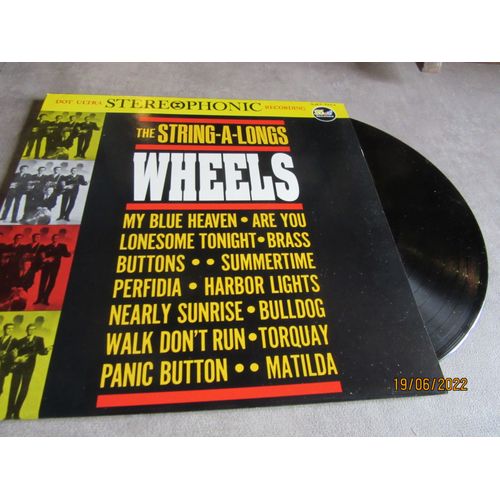 DOT ULTRA STEREOPHONIC RECORDING
THE STRING-A-LONGS
WHEELS
MY BLUE HEAVEN • ARE YOU
LONESOME TONIGHT • BRASS
BUTTONS • • SUMMERTIME
PERFIDIA • HARBOR LIGHTS
NEARLY SUNRISE • BULLDOG
WALK DON'T RUN • TORQUAY
PANIC BUTTON • • MATILDA
19/06/2022